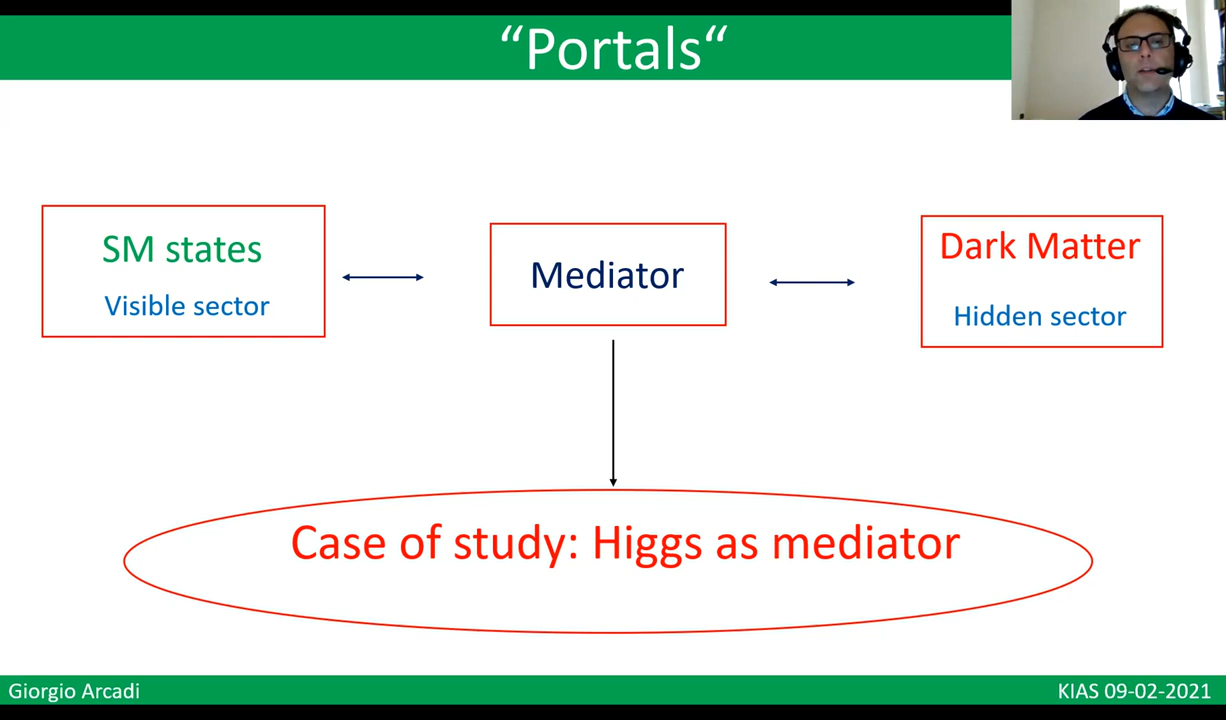 “Portals“
SM states
Visible sector
Mediator
Dark Matter
Hidden sector
Case of study: Higgs as mediator
Giorgio Arcadi
KIAS 09-02-2021